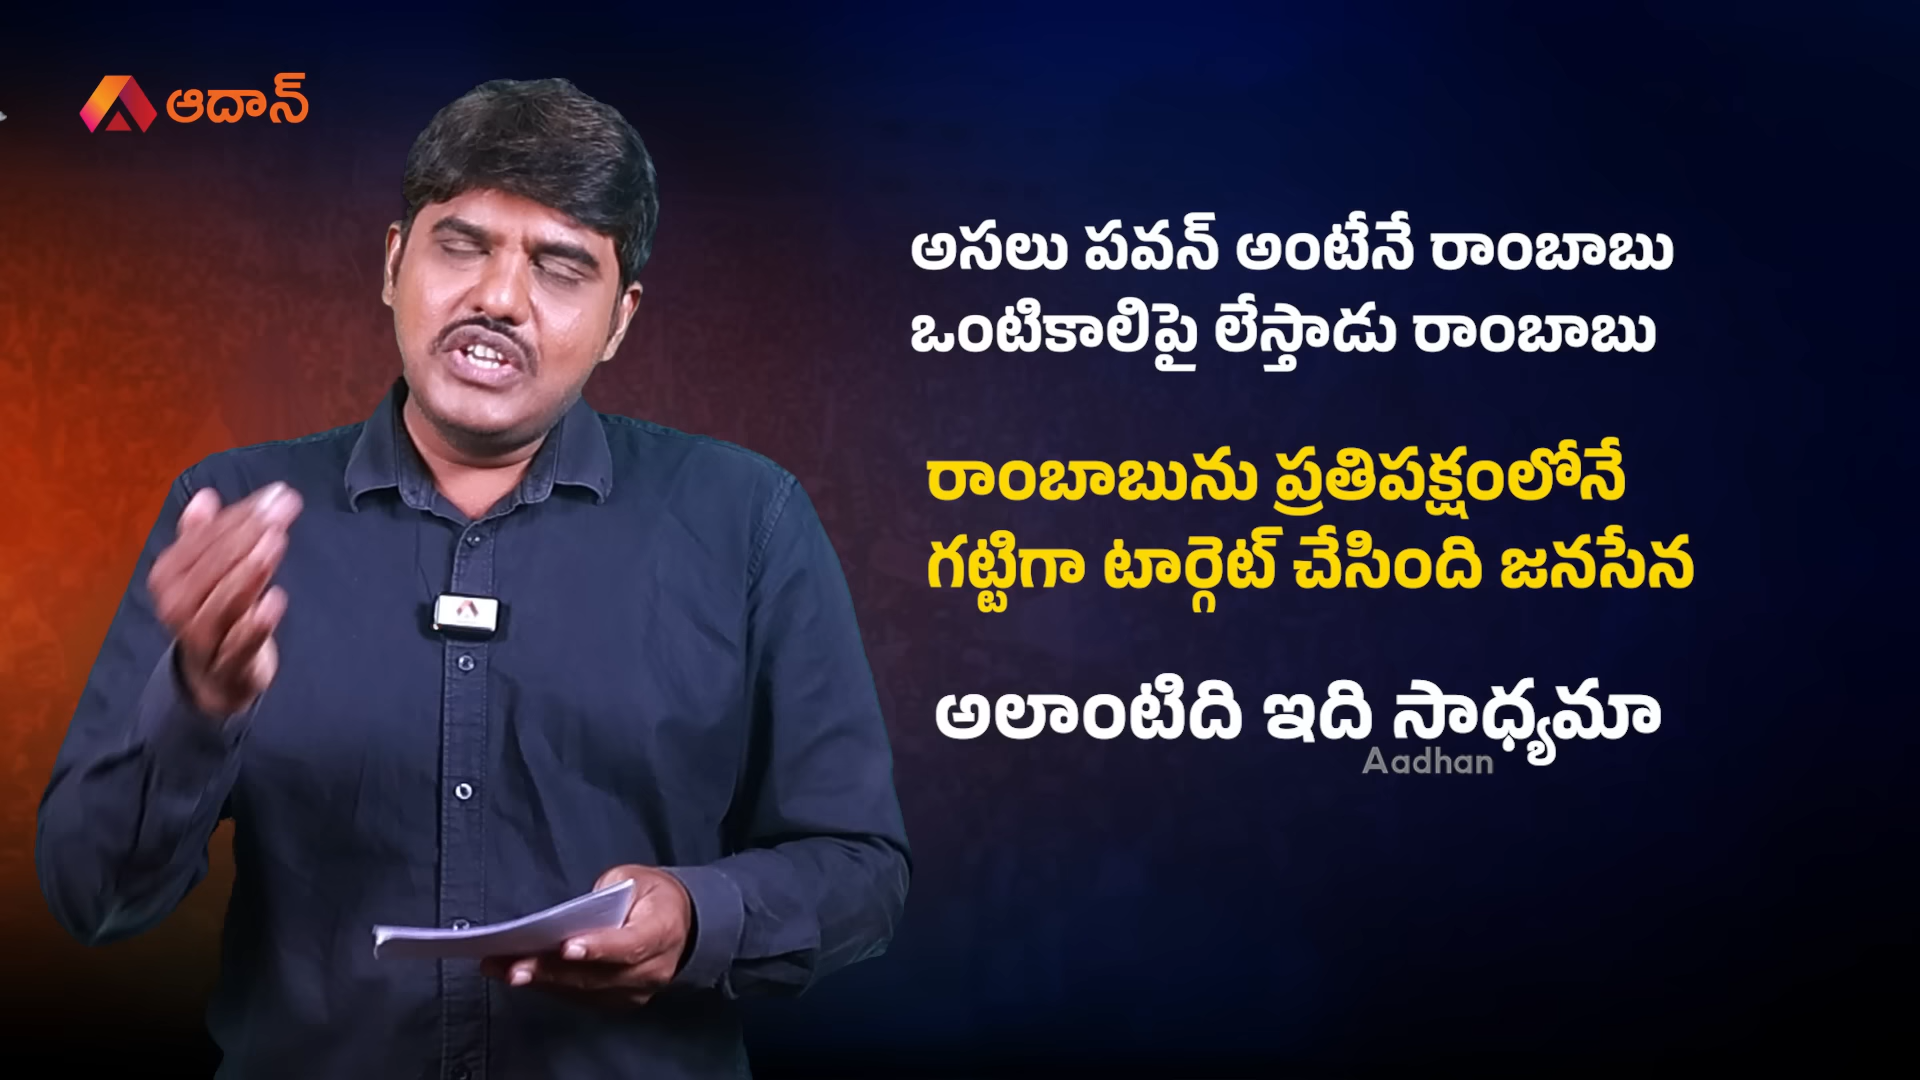 ఆదాన్
అసలు పవన్ అంటేనే రాంబాబు
ఒంటికాలిపై లేస్తాడు రాంబాబు
రాంబాబును ప్రతిపక్షంలోనే
గట్టిగా టార్గెట్ చేసింది జనసేన
అలాంటిది ఇది సాధ్యమా
Aadhan